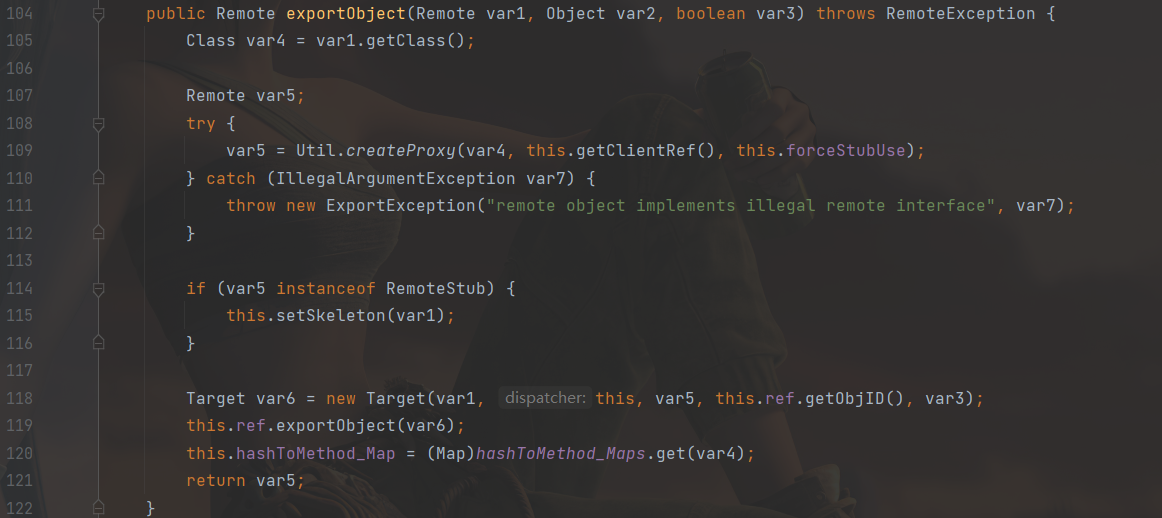 104 public Remote exportObject(Remote var1, Object var2, boolean var3) throws RemoteException {
105 Class var4 = var1.getClass();
106
107 Remote var5;
108 try {
109 var5 = Util.createProxy(var4, this.getClientRef(), this.forceStubUse);
110 } catch (IllegalArgumentException var7) {
111 throw new ExportException("remote object implements illegal remote interface", var7);
112 }
113
114 if (var5 instanceof RemoteStub) {
115 this.setSkeleton(var1);
116 }
117
118 Target var6 = new Target(var1, dispatcher: this, var5, this.ref.getObjID(), var3);
119 this.ref.exportObject(var6);
120 this.hashToMethod_Map = (Map)hashToMethod_Maps.get(var4);
121 return var5;
122 }